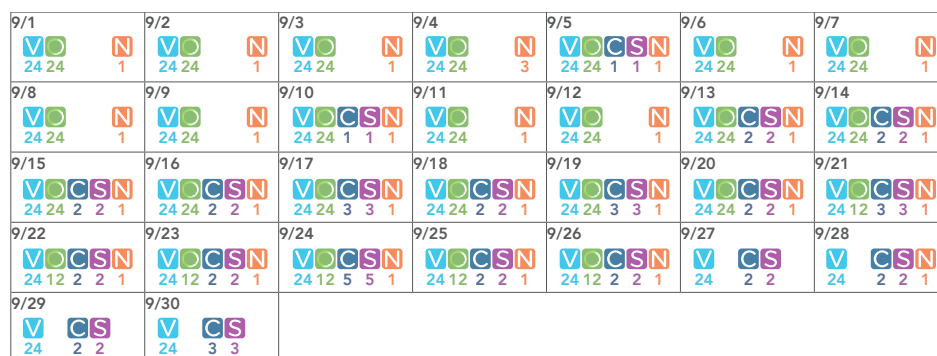 9/1 9/2 9/3 9/4 9/5 9/6 9/7
V O N V O N V O N V O N V O C S N V O N V O N
24 24 1 24 24 1 24 24 1 24 24 3 24 24 1 1 1 24 24 1 24 24 1
9/8 9/9 9/10 9/11 9/12 9/13 9/14
V O N V O N V O C S N V O N V O N V O C S N V O C S N
24 24 1 24 24 1 24 24 1 1 1 24 24 1 24 24 1 24 24 2 2 1 24 24 2 2 1
9/15 9/16 9/17 9/18 9/19 9/20 9/21
V O C S N V O C S N V O C S N V O C S N V O C S N V O C S N V O C S N
24 24 2 2 1 24 24 2 2 1 24 24 3 3 1 24 24 2 2 1 24 24 3 3 1 24 24 2 2 1 24 12 3 3 1
9/22 9/23 9/24 9/25 9/26 9/27 9/28
V O C S N V O C S N V O C S N V O C S N V O C S N V C S V C S N
24 12 2 2 1 24 12 2 2 1 24 12 5 5 1 24 12 2 2 1 24 12 2 2 1 24 2 2 24 2 2 1
9/29 9/30
V C S V C S
24 2 2 24 3 3